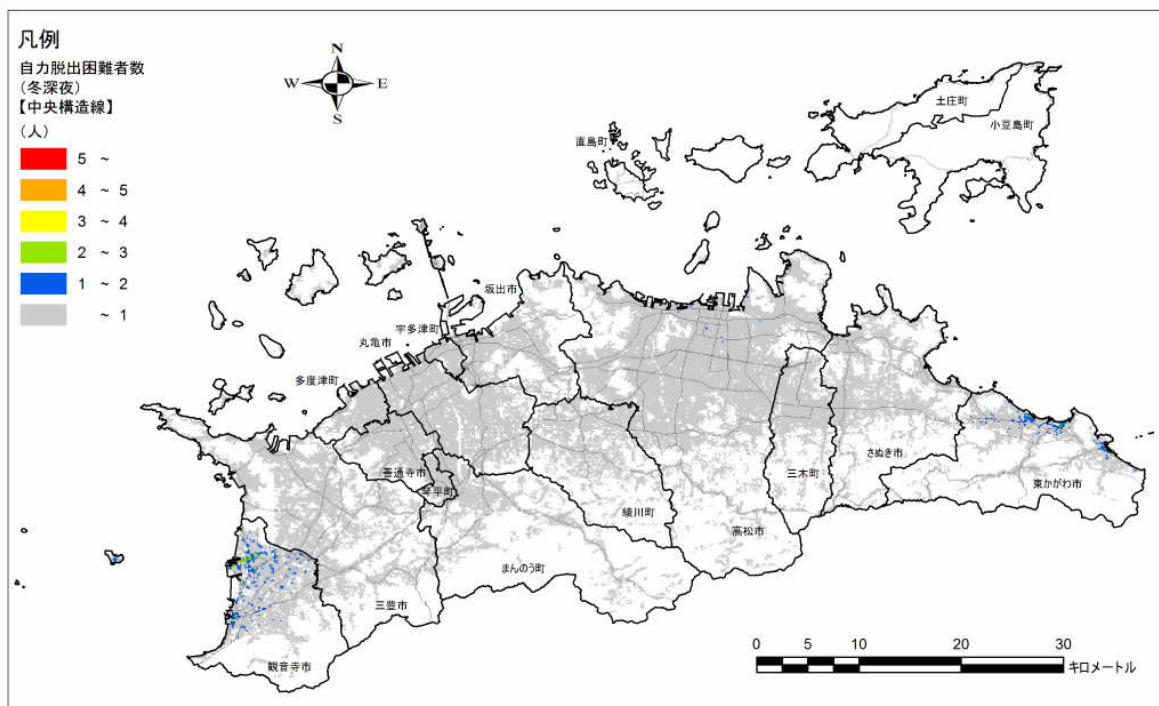 凡例
自力脱出困難者数
(冬深夜)
【中央構造線】
(人)
5 ~
4 ~ 5
3 ~ 4
2 ~ 3
1 ~ 2
~ 1
N
W
E
S
土庄町
小豆島町
直島町
坂出市
宇多津町
丸亀市
多度津町
善通寺市
琴平町
さぬき市
三木町
東かがわ市
綾川町
高松市
まんのう町
三豊市
観音寺市
0 5 10 20 30
キロメートル